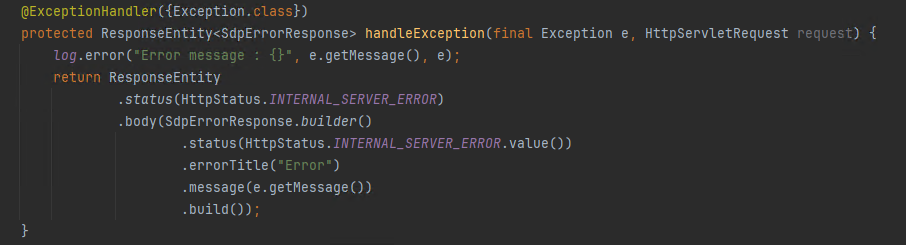 @ExceptionHandler({Exception.class})
protected ResponseEntity<SdpErrorResponse> handleException(final Exception e, HttpServletRequest request) {
    log.error("Error message : {}", e.getMessage(), e);
    return ResponseEntity
            .status(HttpStatus.INTERNAL_SERVER_ERROR)
            .body(SdpErrorResponse.builder()
                    .status(HttpStatus.INTERNAL_SERVER_ERROR.value())
                    .errorTitle("Error")
                    .message(e.getMessage())
                    .build());
}